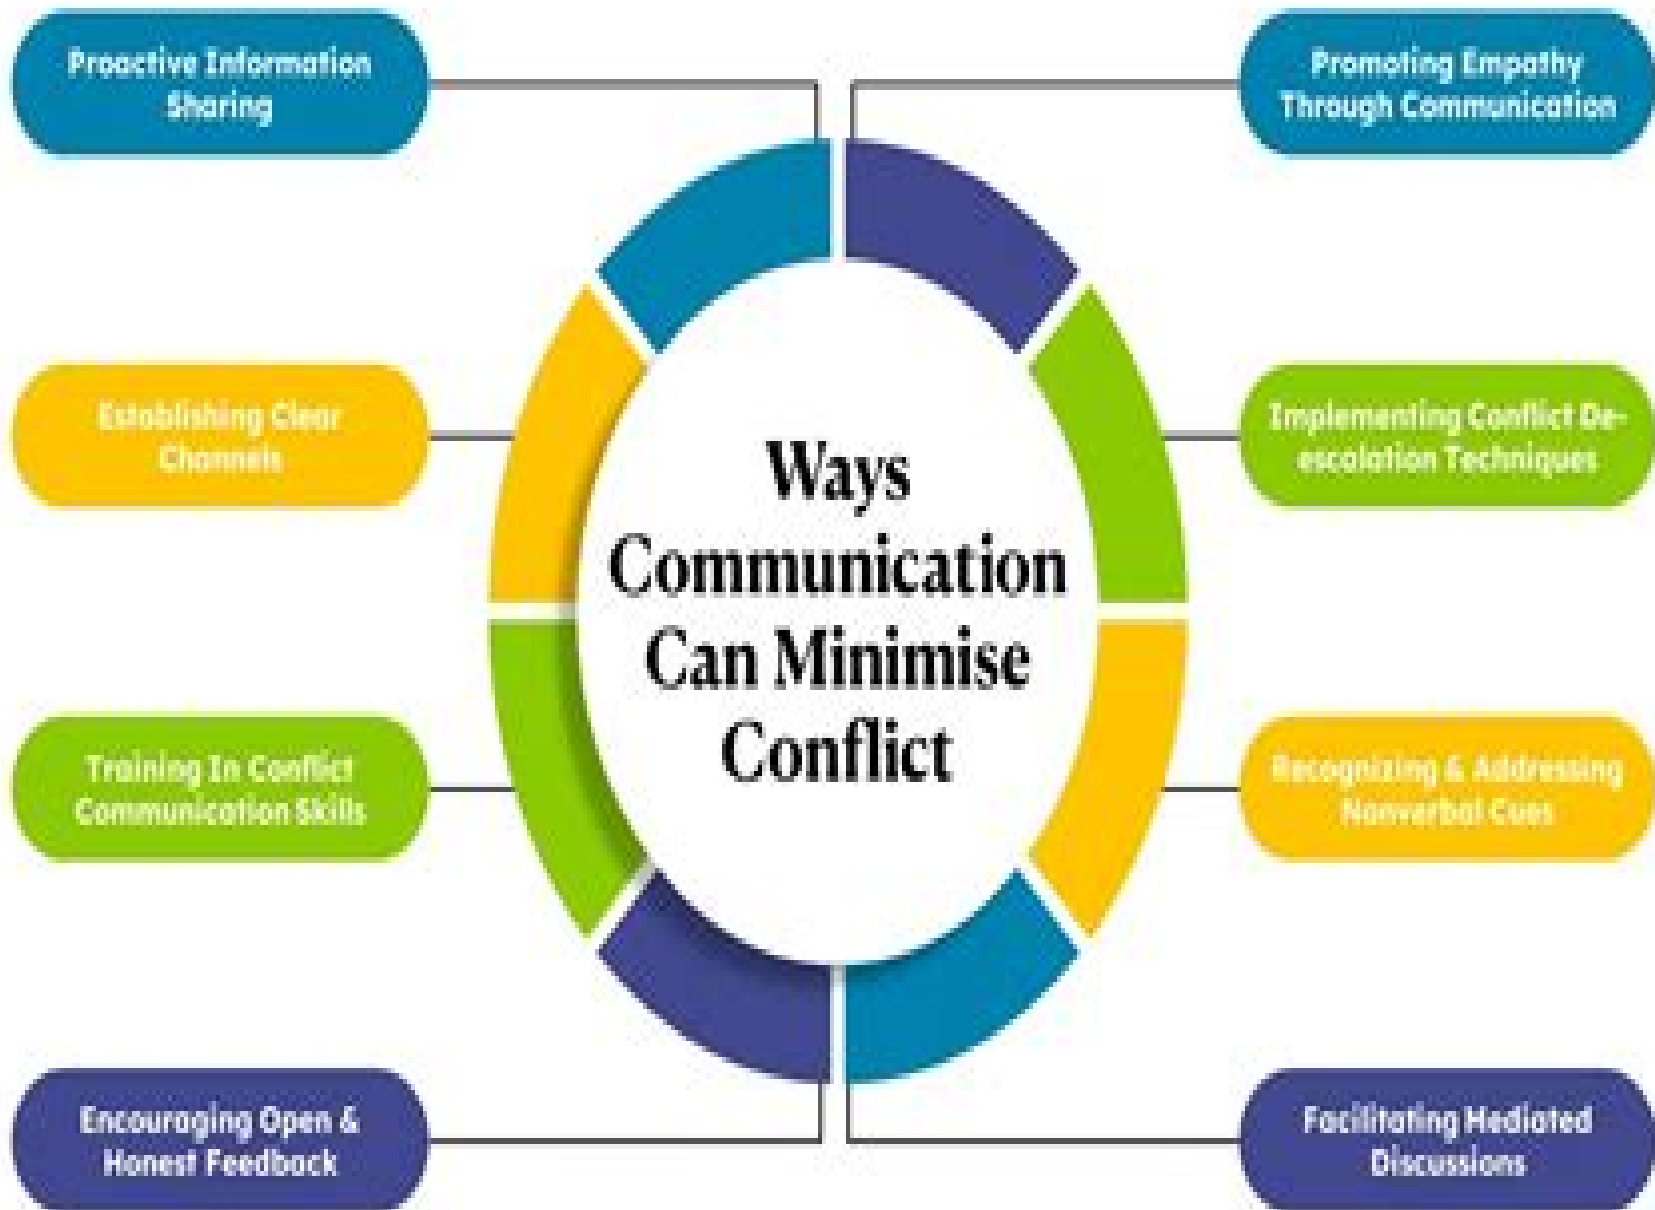 Proactive Information
Sharing
Promoting Empathy
Through Communication
Establishing Clear
Channels
Implementing Conflict De-
escalation Techniques
Ways
Communication
Can Minimise
Conflict
Training In Conflict
Communication Skills
Recognizing & Addressing
Nonverbal Cues
Encouraging Open &
Honest Feedback
Facilitating Mediated
Discussions